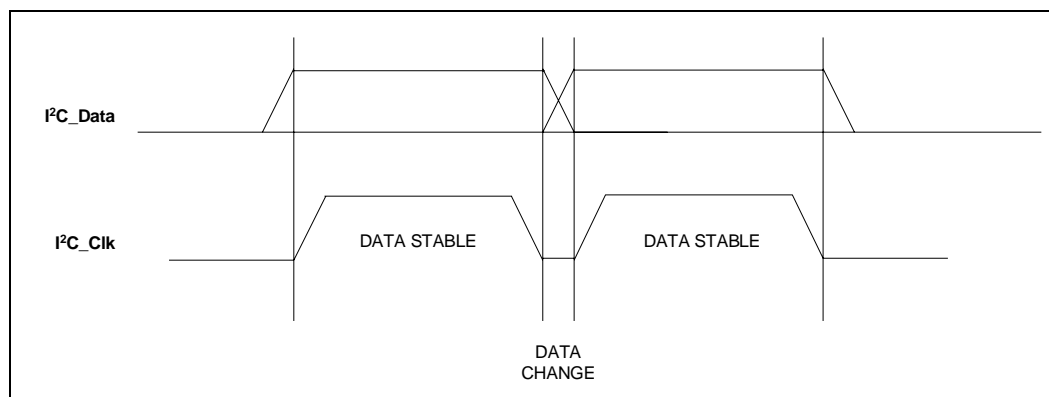 I²C_Data
I²C_Clk
DATA STABLE
DATA STABLE
DATA
CHANGE